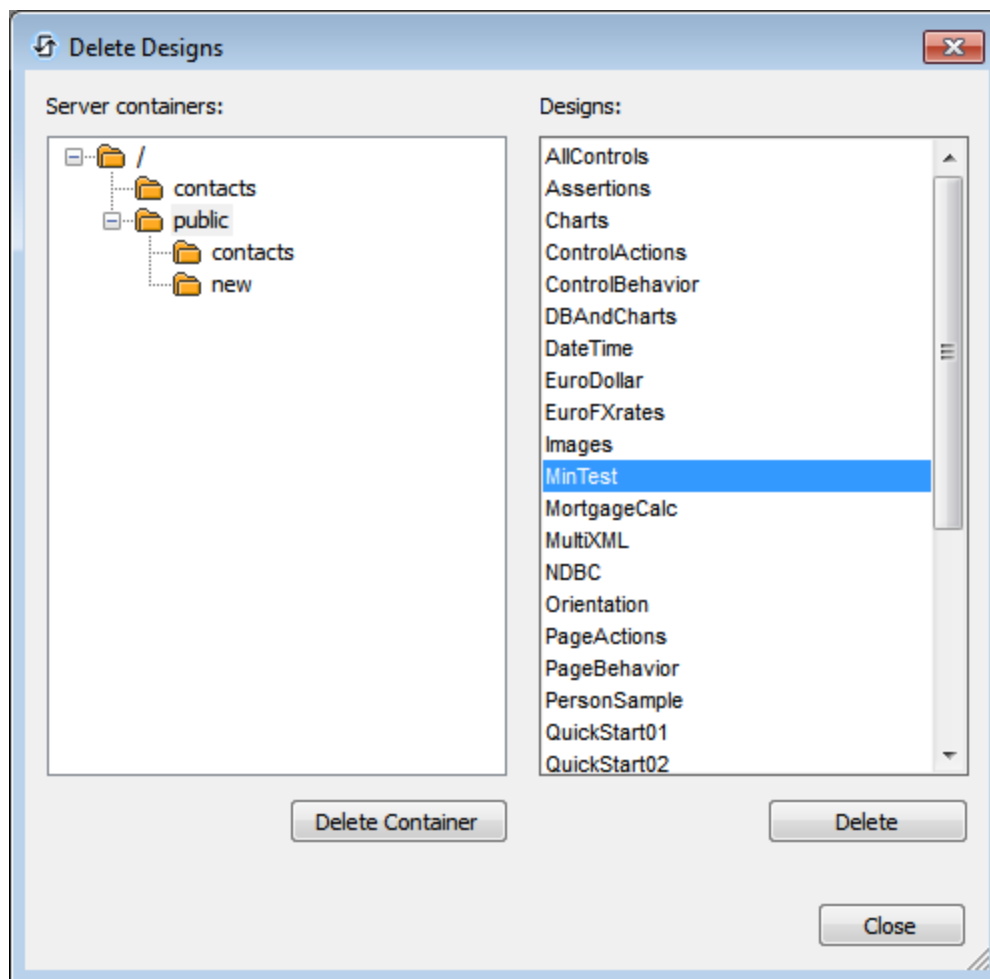 Delete Designs
Server containers:
/
contacts
public
contacts
new
Delete Container
Designs:
AllControls
Assertions
Charts
ControlActions
ControlBehavior
DBAndCharts
DateTime
EuroDollar
EuroFXrates
Images
MinTest
MortgageCalc
MultiXML
NDBC
Orientation
PageActions
PageBehavior
PersonSample
QuickStart01
QuickStart02
Delete
Close